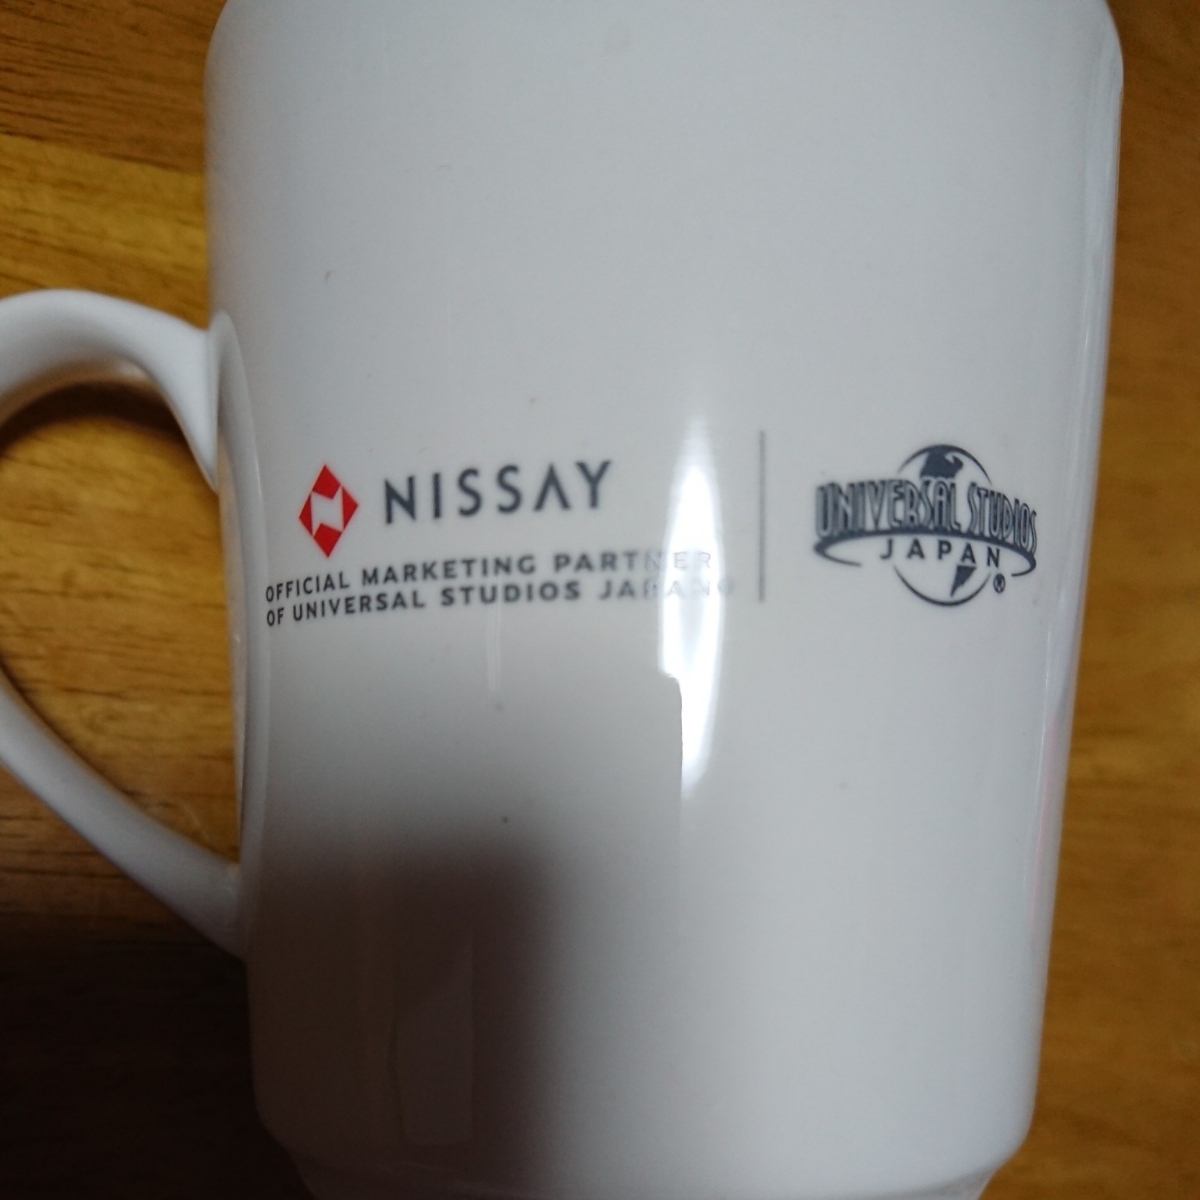 NISSAY
OFFICIAL MARKETING PARTNER
OF UNIVERSAL STUDIOS JAPAN®
UNIVERSAL STUDIOS
JAPAN®